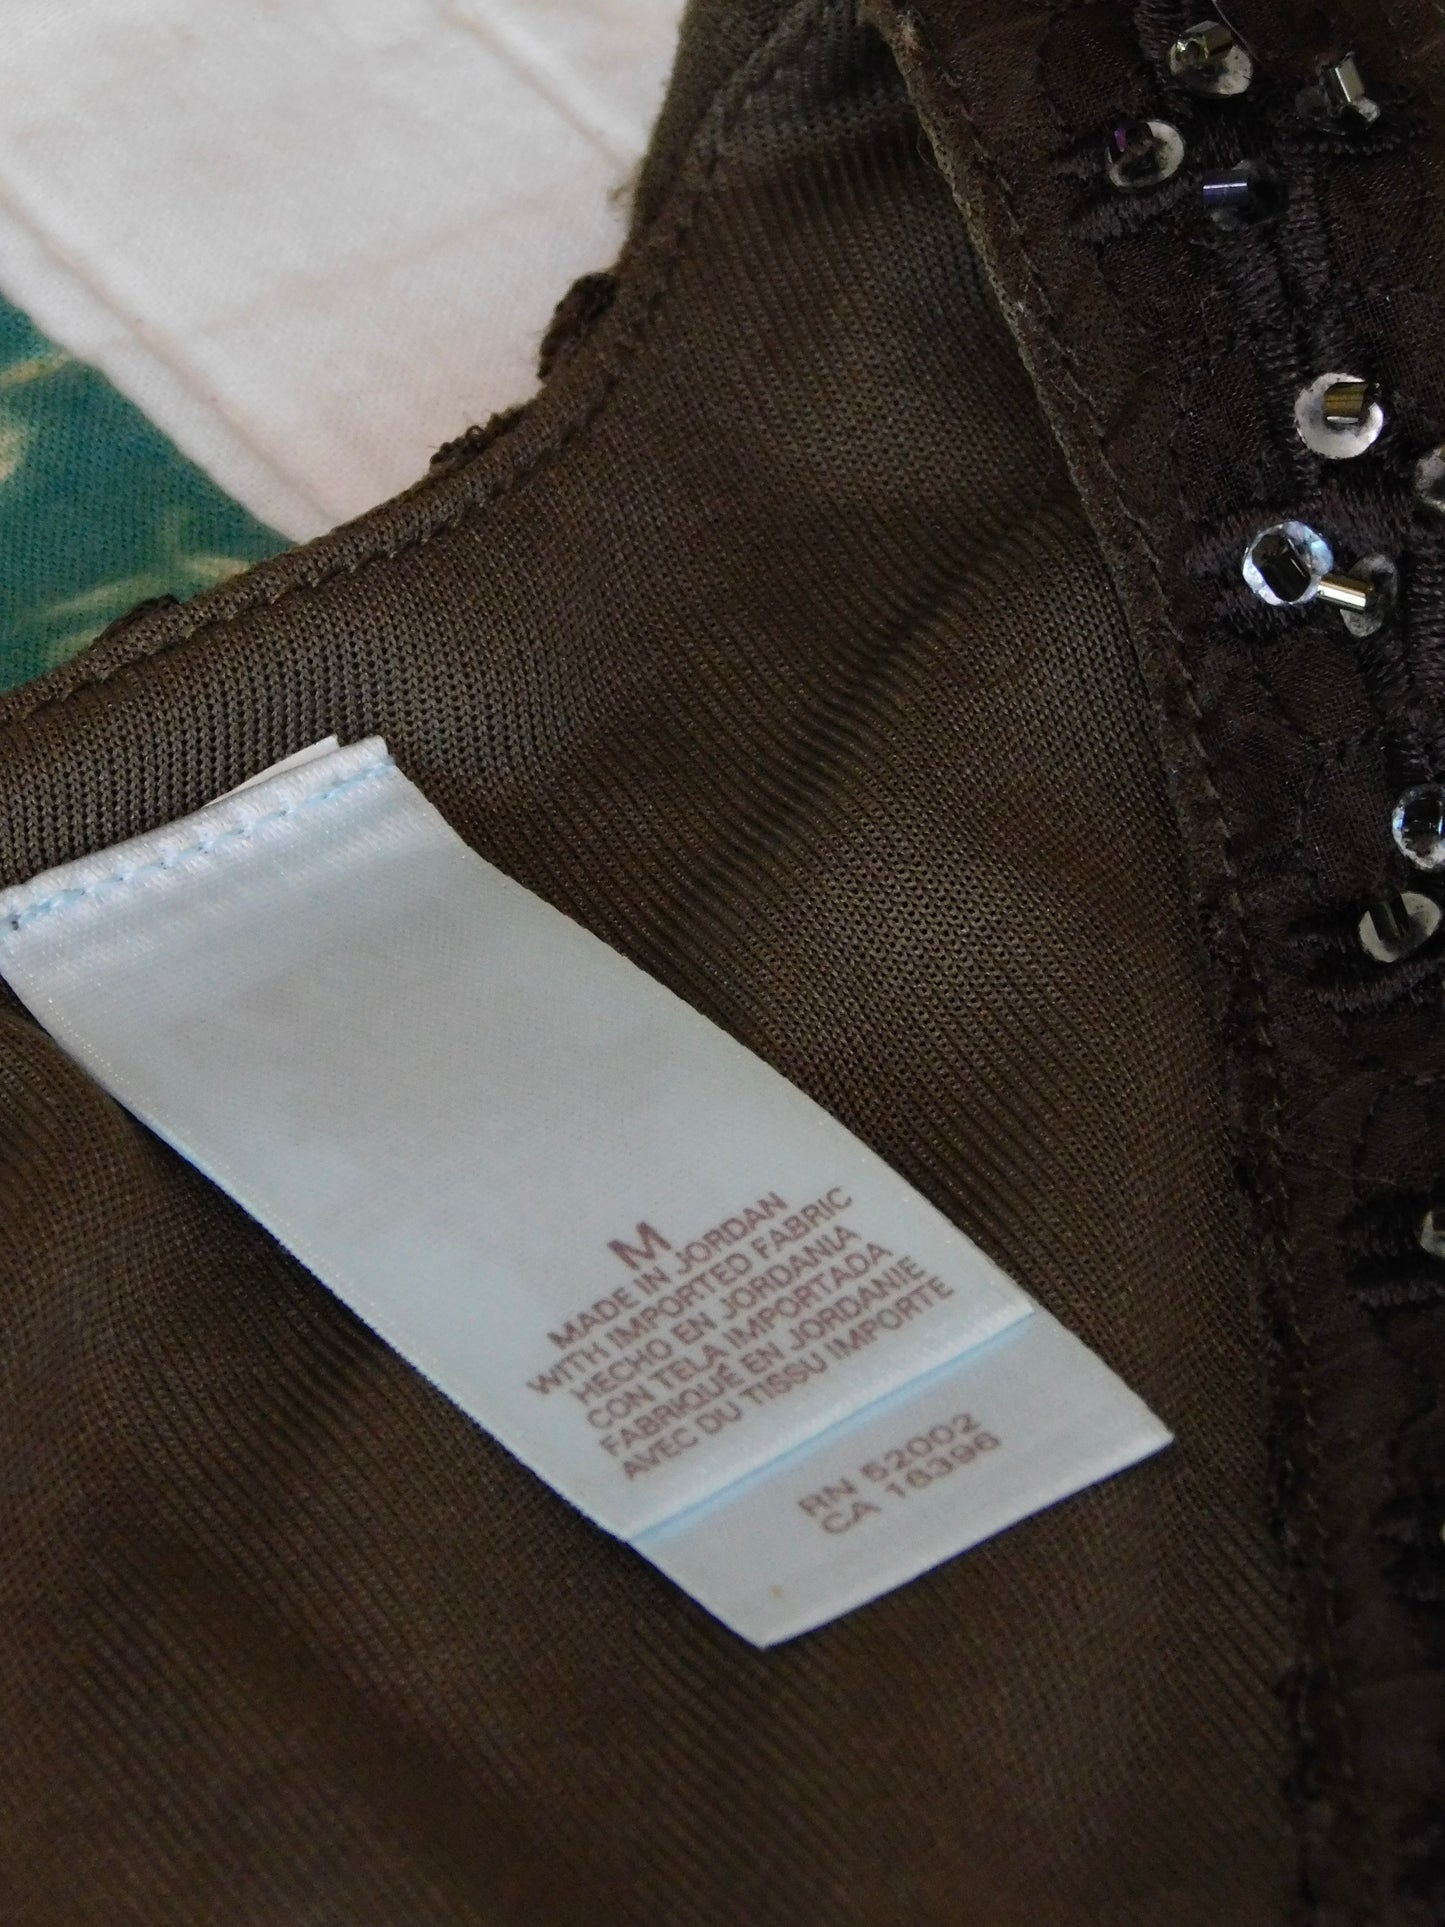 M
MADE IN JORDAN
WITH IMPORTED FABRIC
HECHO EN JORDANIA
CON TELA IMPORTADA
FABRIQUÉ EN JORDANIE
AVEC DU TISSU IMPORTE
RN 52002
CA 16396